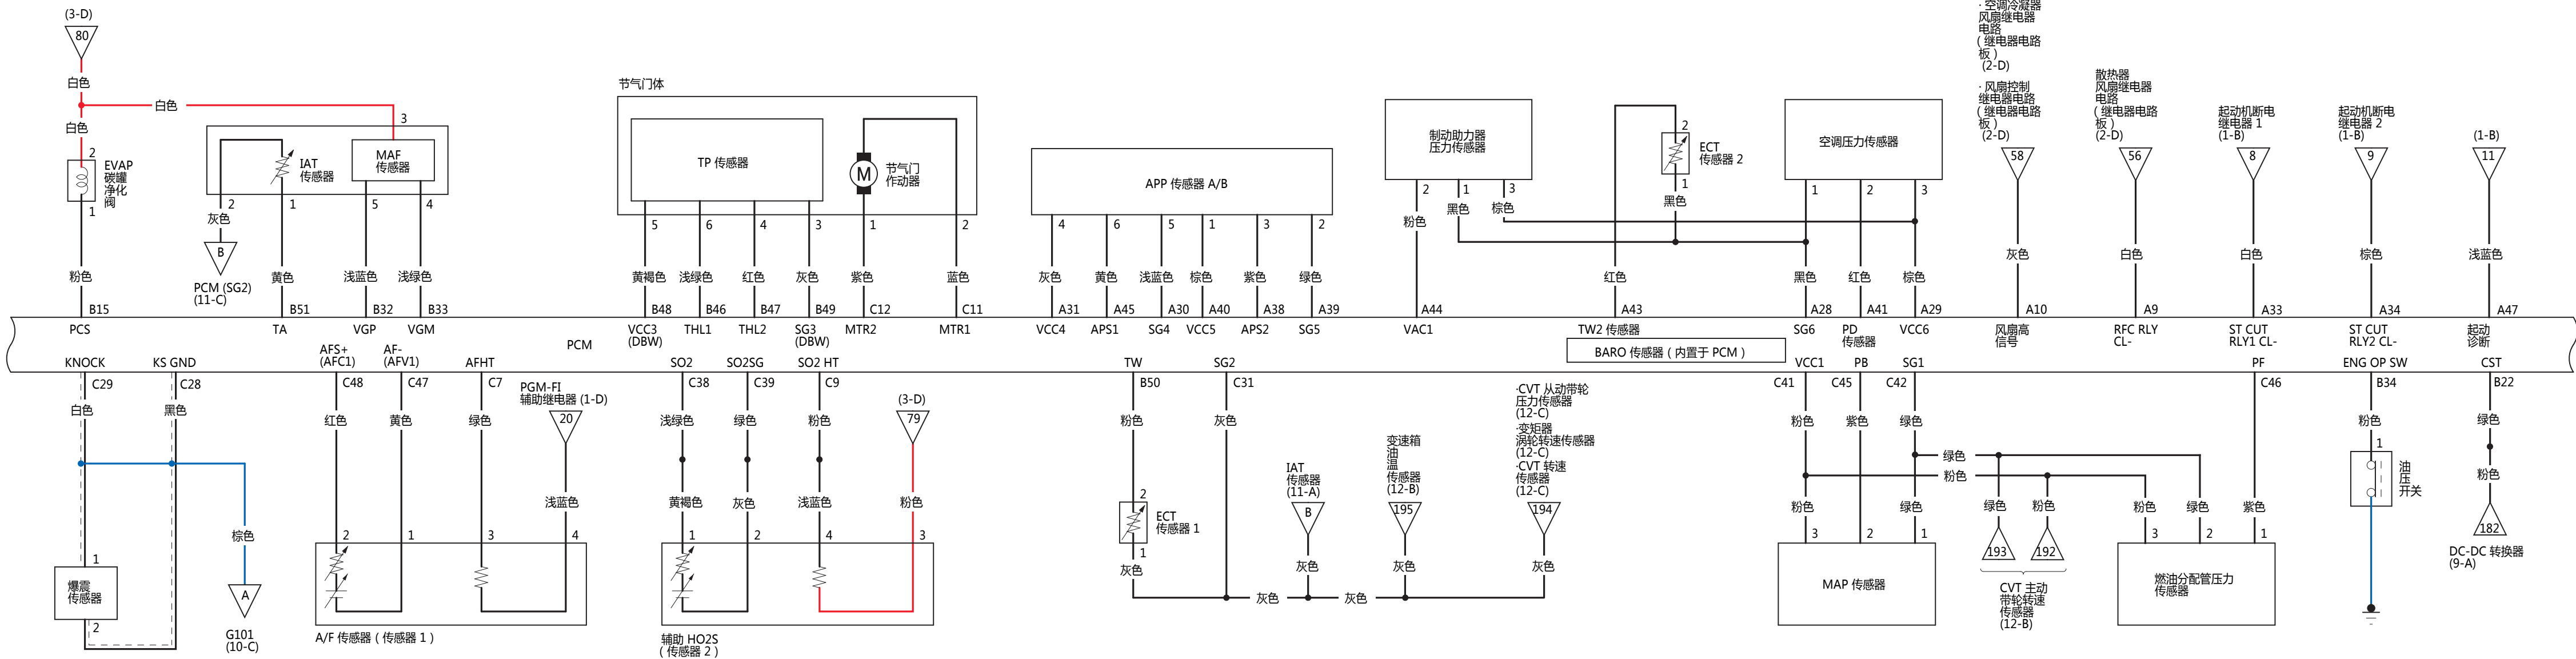 (3-D)
80
白色
白色
白色
2
EVAP
碳罐
净化
阀
1
粉色
B15
PCS
3
IAT
传感器
MAF
传感器
2
1
5
4
灰色
B
PCM (SG2)
(11-C)
黄色
浅蓝色
浅绿色
B51
B32
B33
TA
VGP
VGM
节气门体
TP 传感器
M
节气门
作动器
5
6
4
3
1
2
黄褐色
浅绿色
红色
灰色
紫色
蓝色
B48
B46
B47
B49
C12
C11
VCC3
(DBW)
THL1
THL2
SG3
(DBW)
MTR2
MTR1
APP 传感器 A/B
4
6
5
1
3
2
灰色
黄色
浅蓝色
棕色
紫色
绿色
A31
A45
A30
A40
A38
A39
VCC4
APS1
SG4
VCC5
APS2
SG5
制动助力器
压力传感器
2
1
3
粉色
黑色
棕色
A44
VAC1
2
ECT
传感器 2
1
黑色
红色
A43
TW2 传感器
空调压力传感器
1
2
3
黑色
红色
棕色
A28
A41
A29
SG6
PD
传感器
VCC6
· 空调冷凝器
风扇继电器
电路
( 继电器电路
板 )
(2-D)
· 风扇控制
继电器电路
( 继电器电路
板 )
(2-D)
58
灰色
A10
风扇高
信号
散热器
风扇继电器
电路
( 继电器电路
板 )
(2-D)
56
白色
A9
RFC RLY
CL-
起动机断电
继电器 1
(1-B)
8
白色
A33
ST CUT
RLY1 CL-
起动机断电
继电器 2
(1-B)
9
棕色
A34
ST CUT
RLY2 CL-
(1-B)
11
浅蓝色
A47
起动
诊断
PCM
BARO 传感器 ( 内置于 PCM )
KNOCK
KS GND
C29
C28
白色
黑色
棕色
1
爆震
传感器
2
A
G101
(10-C)
AFS+
(AFC1)
AF-
(AFV1)
AFHT
C48
C47
C7
PGM-FI
辅助继电器 (1-D)
20
红色
黄色
绿色
浅蓝色
2
1
3
4
A/F 传感器 ( 传感器 1 )
SO2
SO2SG
SO2 HT
C38
C39
C9
(3-D)
79
浅绿色
绿色
粉色
黄褐色
灰色
浅蓝色
粉色
1
2
4
3
辅助 HO2S
( 传感器 2 )
TW
SG2
B50
C31
粉色
灰色
2
ECT
传感器 1
1
灰色
灰色
灰色
IAT
传感器
(11-A)
B
灰色
变速箱
油
温
传感器
(12-B)
195
灰色
·CVT 从动带轮
压力传感器
(12-C)
·变矩器
涡轮转速传感器
(12-C)
·CVT 转速
传感器
(12-C)
194
灰色
VCC1
PB
SG1
C41
C45
C42
粉色
紫色
绿色
绿色
粉色
粉色
绿色
3
2
1
MAP 传感器
绿色
粉色
193
192
CVT 主动
带轮转速
传感器
(12-B)
PF
C46
粉色
绿色
紫色
3
2
1
燃油分配管压力
传感器
ENG OP SW
B34
粉色
1
油
压
开关
CST
B22
绿色
粉色
182
DC-DC 转换器
(9-A)